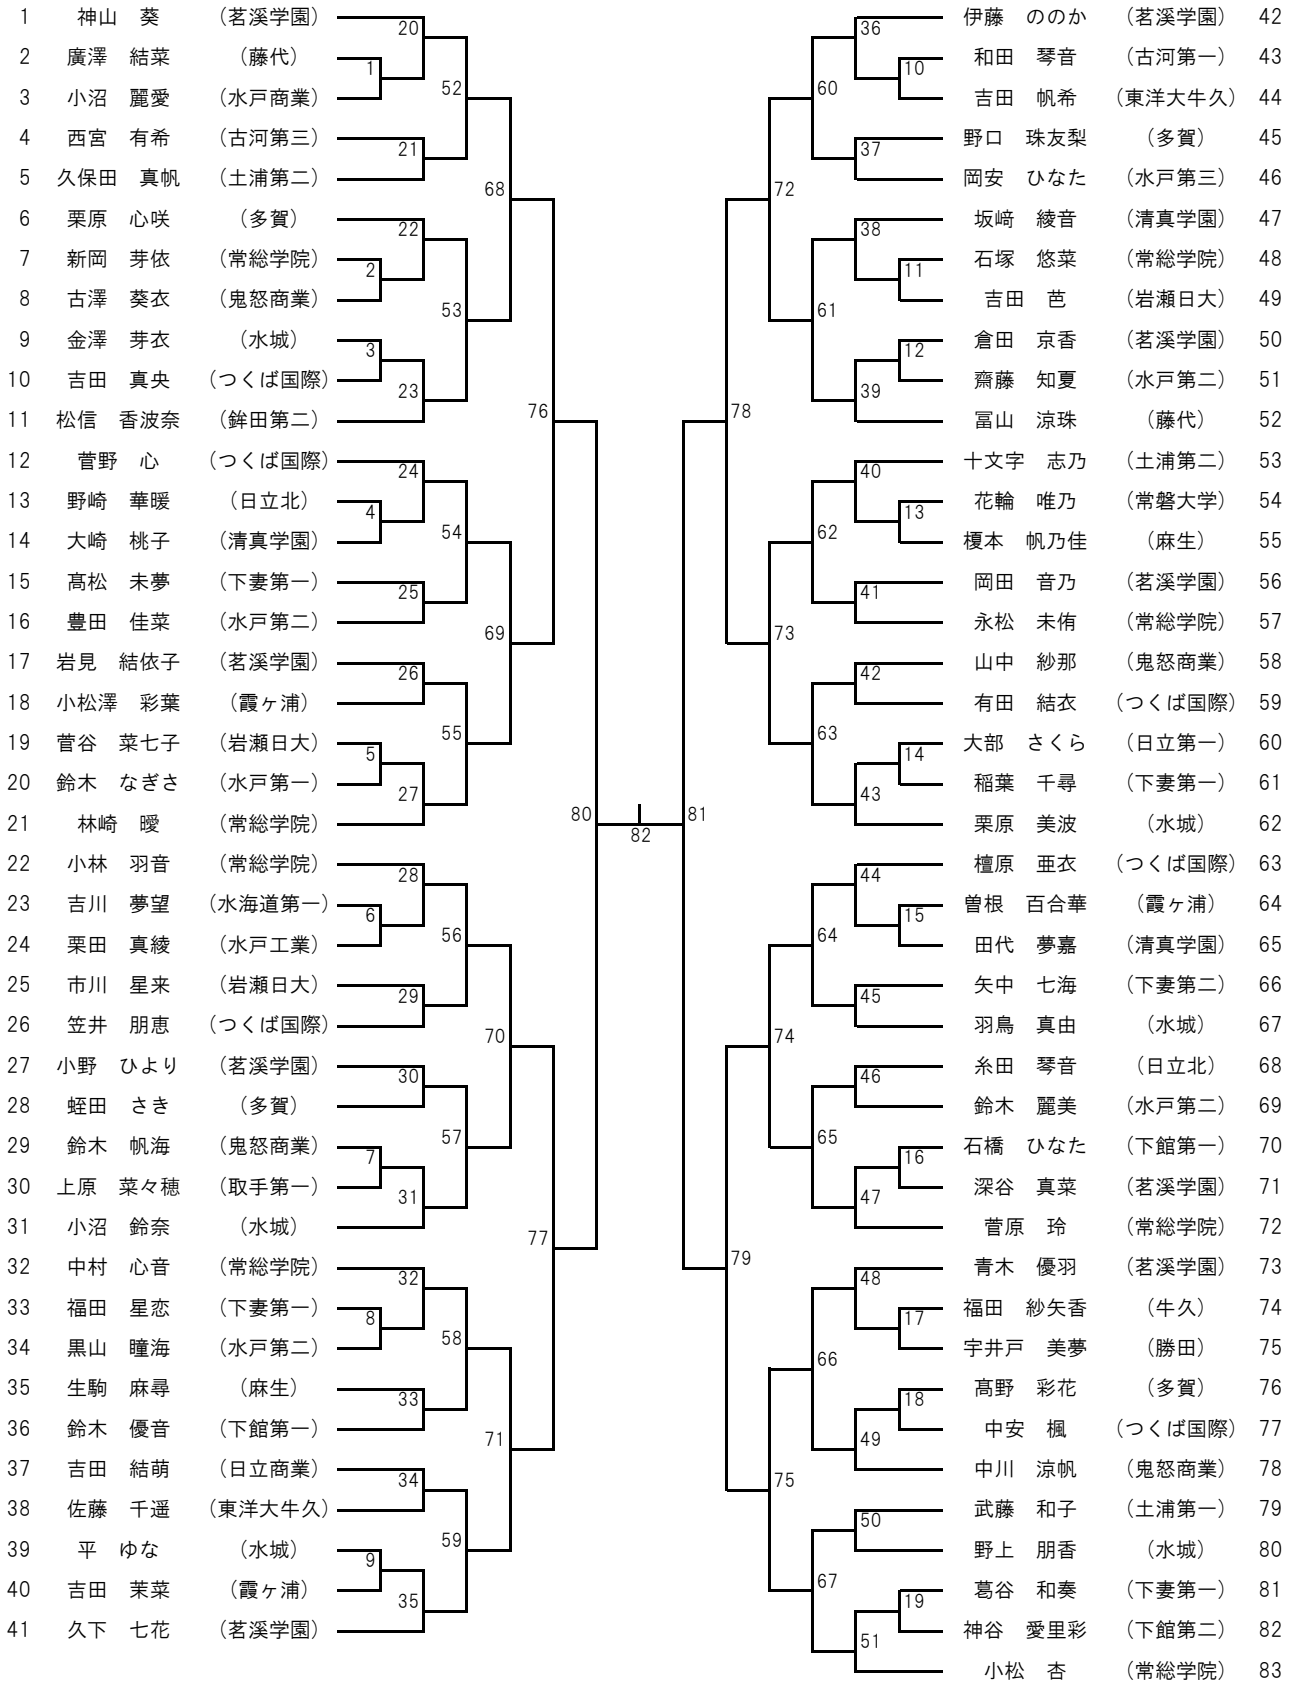 1 神山 葵 （茗溪学園）
2 廣澤 結菜 （藤代）
3 小沼 麗愛 （水戸商業）
4 西宮 有希 （古河第三）
5 久保田 真帆 （土浦第二）
6 栗原 心咲 （多賀）
7 新岡 芽依 （常総学院）
8 古澤 葵衣 （鬼怒商業）
9 金澤 芽衣 （水城）
10 吉田 真央 （つくば国際）
11 松信 香波奈 （鉾田第二）
12 菅野 心 （つくば国際）
13 野崎 華暖 （日立北）
14 大崎 桃子 （清真学園）
15 髙松 未夢 （下妻第一）
16 豊田 佳菜 （水戸第二）
17 岩見 結依子 （茗溪学園）
18 小松澤 彩葉 （霞ヶ浦）
19 菅谷 菜七子 （岩瀬日大）
20 鈴木 なぎさ （水戸第一）
21 林崎 曖 （常総学院）
22 小林 羽音 （常総学院）
23 吉川 夢望 （水海道第一）
24 栗田 真綾 （水戸工業）
25 市川 星来 （岩瀬日大）
26 笠井 朋恵 （つくば国際）
27 小野 ひより （茗溪学園）
28 蛭田 さき （多賀）
29 鈴木 帆海 （鬼怒商業）
30 上原 菜々穂 （取手第一）
31 小沼 鈴奈 （水城）
32 中村 心音 （常総学院）
33 福田 星恋 （下妻第一）
34 黒山 瞳海 （水戸第二）
35 生駒 麻尋 （麻生）
36 鈴木 優音 （下館第一）
37 吉田 結萌 （日立商業）
38 佐藤 千遥 （東洋大牛久）
39 平 ゆな （水城）
40 吉田 茉菜 （霞ヶ浦）
41 久下 七花 （茗溪学園）
1
2
3
4
5
6
7
8
9
20
21
22
23
24
25
26
27
28
29
30
31
32
33
34
35
52
53
54
55
56
57
58
59
68
69
70
71
76
77
80
82
81
78
79
72
73
74
75
60
61
62
63
64
65
66
67
36
37
38
39
40
41
42
43
44
45
46
47
48
49
50
51
10
11
12
13
14
15
16
17
18
19
伊藤 ののか （茗溪学園） 42
和田 琴音 （古河第一） 43
吉田 帆希 （東洋大牛久） 44
野口 珠友梨 （多賀） 45
岡安 ひなた （水戸第三） 46
坂﨑 綾音 （清真学園） 47
石塚 悠菜 （常総学院） 48
吉田 芭 （岩瀬日大） 49
倉田 京香 （茗溪学園） 50
齋藤 知夏 （水戸第二） 51
冨山 涼珠 （藤代） 52
十文字 志乃 （土浦第二） 53
花輪 唯乃 （常磐大学） 54
榎本 帆乃佳 （麻生） 55
岡田 音乃 （茗溪学園） 56
永松 未侑 （常総学院） 57
山中 紗那 （鬼怒商業） 58
有田 結衣 （つくば国際） 59
大部 さくら （日立第一） 60
稲葉 千尋 （下妻第一） 61
栗原 美波 （水城） 62
檀原 亜衣 （つくば国際） 63
曽根 百合華 （霞ヶ浦） 64
田代 夢嘉 （清真学園） 65
矢中 七海 （下妻第二） 66
羽鳥 真由 （水城） 67
糸田 琴音 （日立北） 68
鈴木 麗美 （水戸第二） 69
石橋 ひなた （下館第一） 70
深谷 真菜 （茗溪学園） 71
菅原 玲 （常総学院） 72
青木 優羽 （茗溪学園） 73
福田 紗矢香 （牛久） 74
宇井戸 美夢 （勝田） 75
髙野 彩花 （多賀） 76
中安 楓 （つくば国際） 77
中川 涼帆 （鬼怒商業） 78
武藤 和子 （土浦第一） 79
野上 朋香 （水城） 80
葛谷 和奏 （下妻第一） 81
神谷 愛里彩 （下館第二） 82
小松 杏 （常総学院） 83